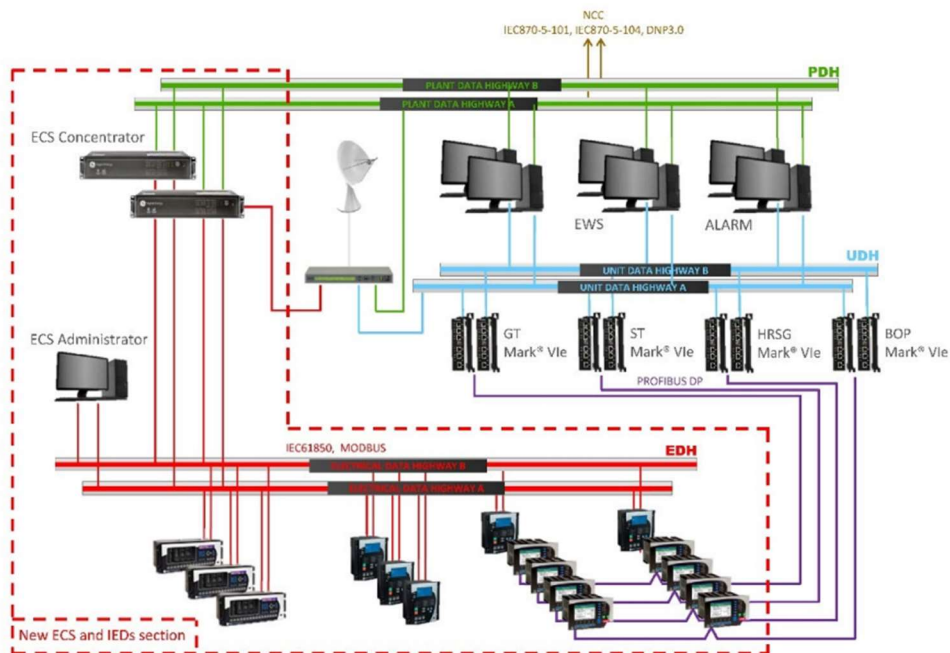 NCC
IEC870-5-101, IEC870-5-104, DNP3.0
PDH
PLANT DATA HIGHWAY B
PLANT DATA HIGHWAY A
ECS Concentrator
EWS
ALARM
UDH
UNIT DATA HIGHWAY B
UNIT DATA HIGHWAY A
GT
Mark® VIe
ST
Mark® VIe
HRSG
Mark® VIe
BOP
Mark® VIe
ECS Administrator
PROFIBUS DP
IEC61850, MODBUS
EDH
ELECTRICAL DATA HIGHWAY B
ELECTRICAL DATA HIGHWAY A
New ECS and IEDs section